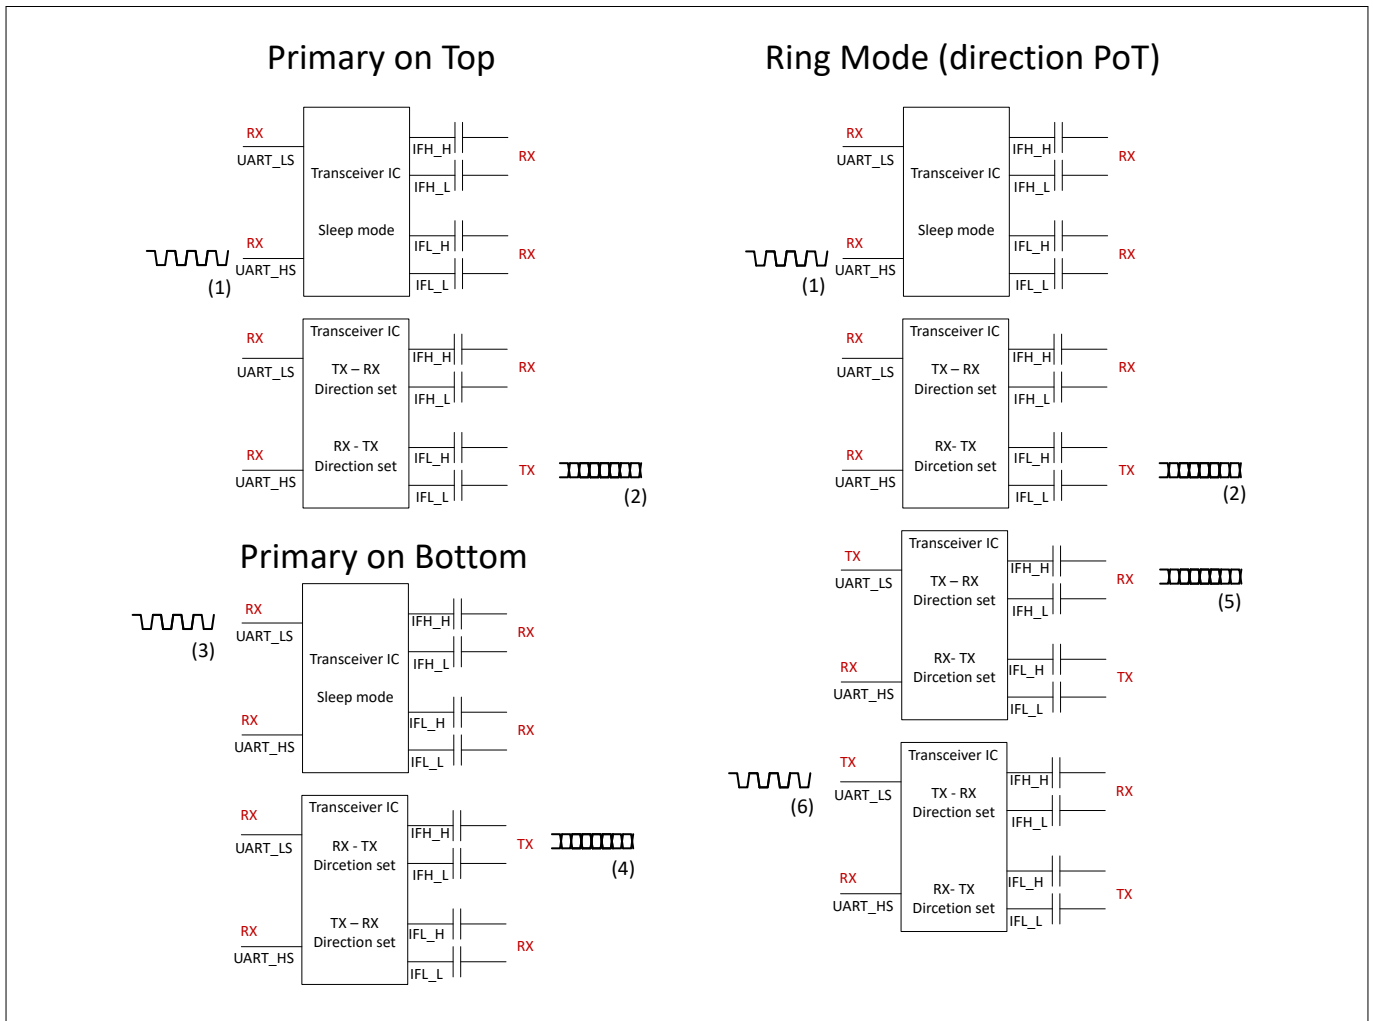 Primary on Top
RX
UART_LS
Transceiver IC
Sleep mode
RX
UART_HS
(1)
IFH_H
IFH_L
RX
IFL_H
IFL_L
RX
RX
UART_LS
Transceiver IC
TX – RX
Direction set
RX - TX
Direction set
RX
UART_HS
IFH_H
IFH_L
RX
IFL_H
IFL_L
TX
(2)
Primary on Bottom
RX
UART_LS
(3)
Transceiver IC
Sleep mode
RX
UART_HS
IFH_H
IFH_L
RX
IFL_H
IFL_L
RX
RX
UART_LS
Transceiver IC
RX - TX
Dircetion set
TX – RX
Direction set
RX
UART_HS
IFH_H
IFH_L
TX
(4)
IFL_H
IFL_L
RX
Ring Mode (direction PoT)
RX
UART_LS
Transceiver IC
Sleep mode
RX
UART_HS
(1)
IFH_H
IFH_L
RX
IFL_H
IFL_L
RX
RX
UART_LS
Transceiver IC
TX – RX
Direction set
RX- TX
Dircetion set
RX
UART_HS
IFH_H
IFH_L
RX
IFL_H
IFL_L
TX
(2)
TX
UART_LS
Transceiver IC
TX – RX
Direction set
RX- TX
Dircetion set
RX
UART_HS
IFH_H
IFH_L
RX
(5)
IFL_H
IFL_L
TX
TX
UART_LS
(6)
Transceiver IC
TX - RX
Direction set
RX- TX
Dircetion set
RX
UART_HS
IFH_H
IFH_L
RX
IFL_H
IFL_L
TX